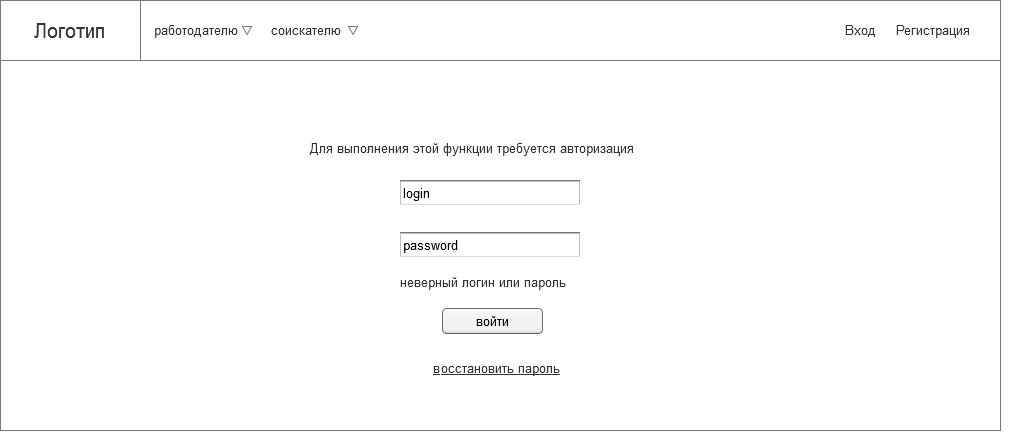 Логотип
работодателю соискателю Вход Регистрация
Для выполнения этой функции требуется авторизация
login
password
неверный логин или пароль
войти
восстановить пароль